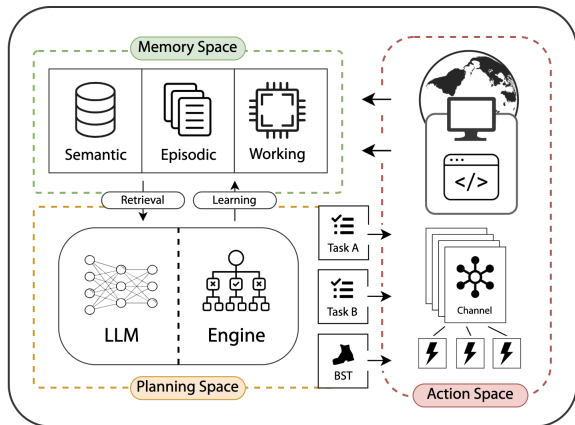 Memory Space
Semantic
Episodic
Working
</>
Retrieval
Learning
Task A
LLM
Engine
Task B
Channel
BST
Planning Space
Action Space